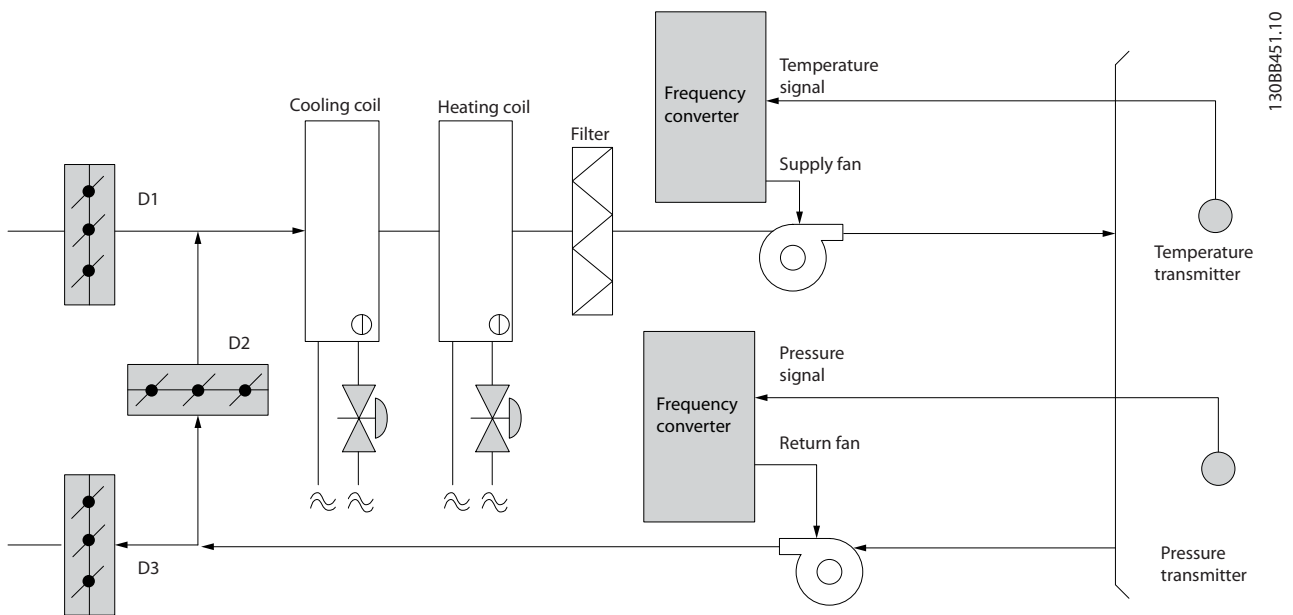 130BB451.10
Temperature
signal
Frequency
converter
Cooling coil
Heating coil
Filter
Supply fan
D1
Temperature
transmitter
D2
Pressure
signal
Frequency
converter
Return fan
D3
Pressure
transmitter